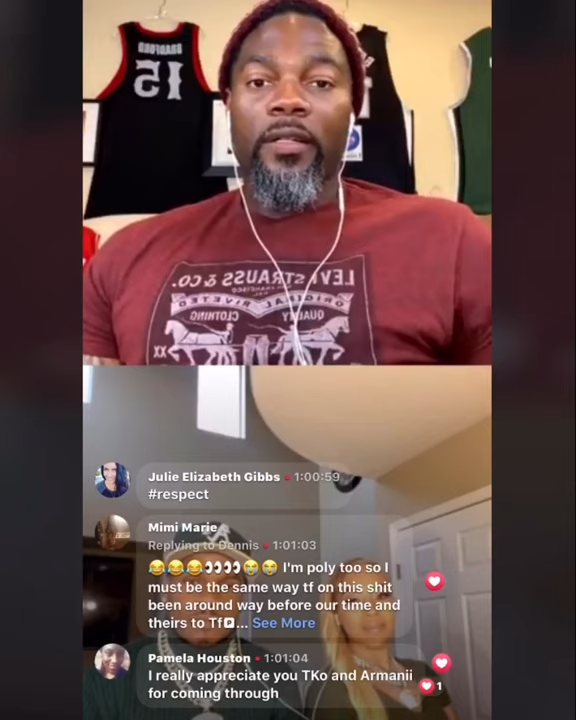 BRADFORD
15
LEVI STRAUSS & CO.
ORIGINAL RIVETED
QUALITY CLOTHING
XX
Julie Elizabeth Gibbs • 1:00:59
#respect
Mimi Marie
Replying to Dennis • 1:01:03
😂😂😂👀👀😭😭 I'm poly too so I
must be the same way tf on this shit
been around way before our time and
theirs to Tf🅿... See More
Pamela Houston • 1:01:04
I really appreciate you TKo and Armanii
for coming through
1